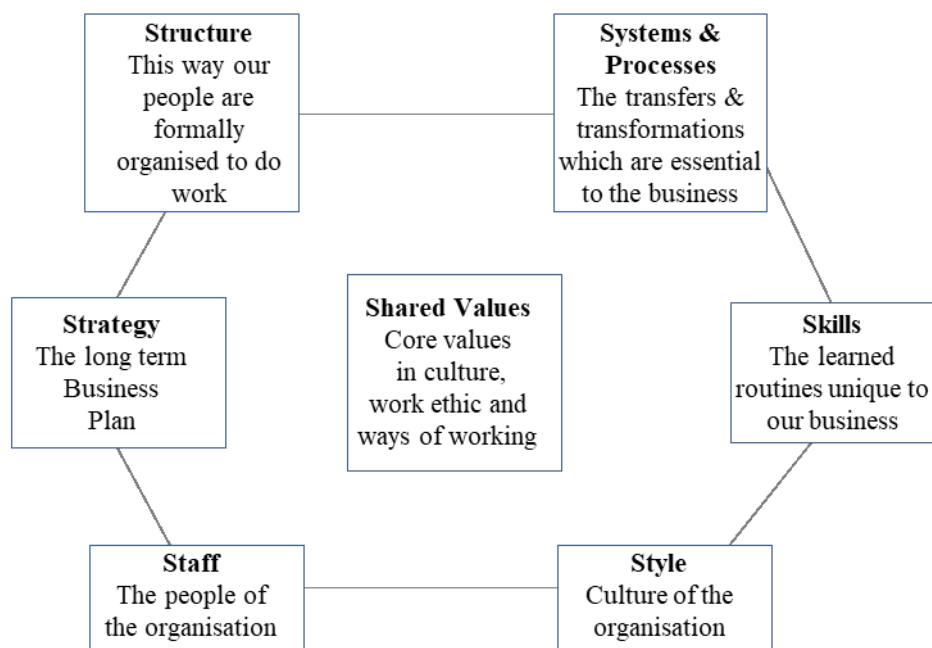 Structure
This way our
people are
formally
organised to do
work
Systems &
Processes
The transfers &
transformations
which are essential
to the business
Strategy
The long term
Business
Plan
Shared Values
Core values
in culture,
work ethic and
ways of working
Skills
The learned
routines unique to
our business
Staff
The people of
the organisation
Style
Culture of the
organisation